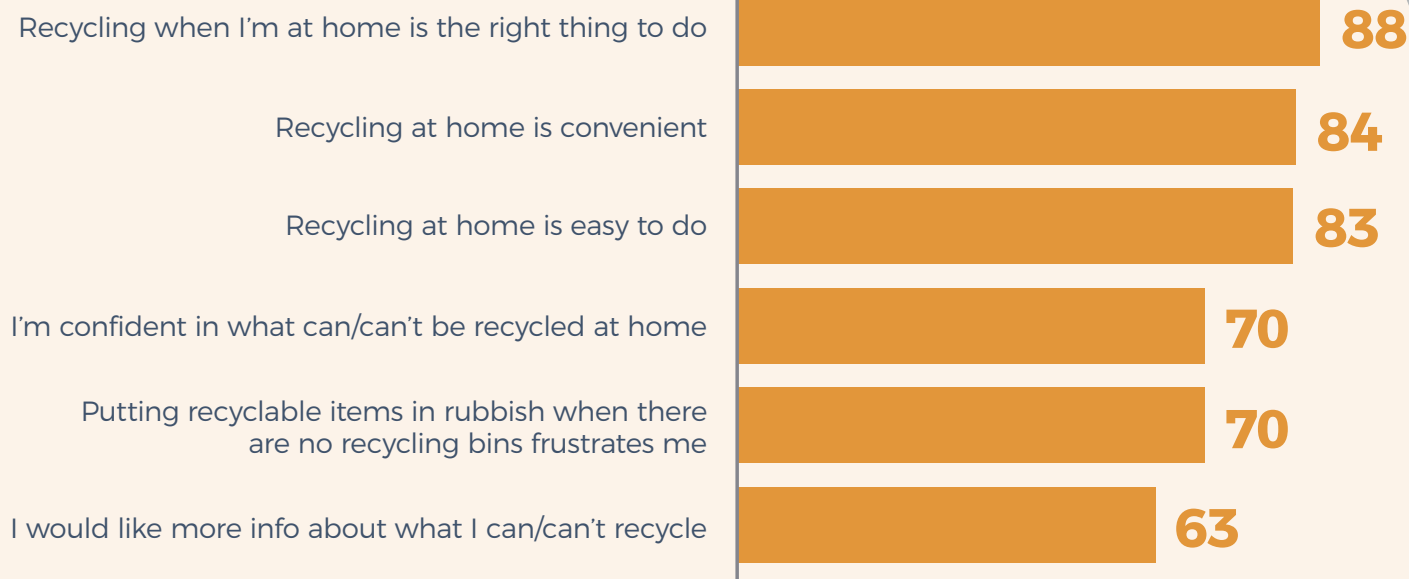 Recycling when I’m at home is the right thing to do 88
Recycling at home is convenient 84
Recycling at home is easy to do 83
I’m confident in what can/can’t be recycled at home 70
Putting recyclable items in rubbish when there
are no recycling bins frustrates me 70
I would like more info about what I can/can’t recycle 63